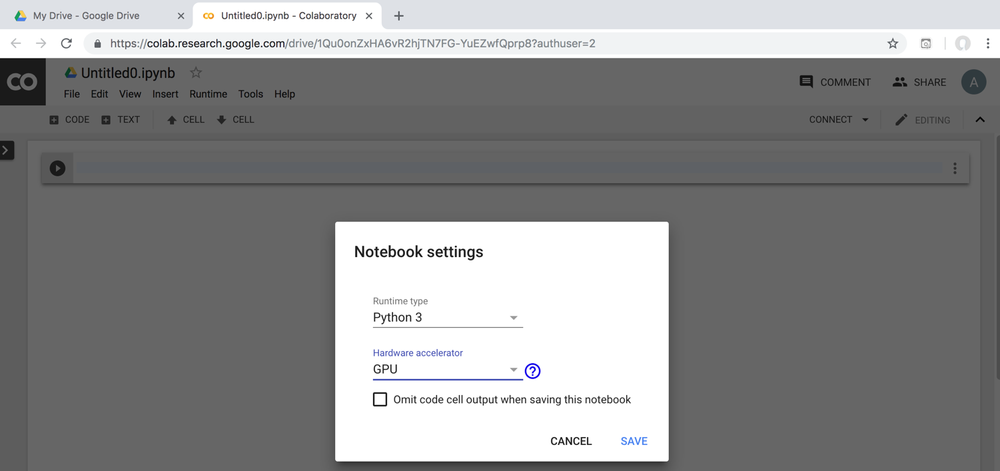 My Drive - Google Drive
Untitled0.ipynb - Colaboratory
https://colab.research.google.com/drive/1Qu0onZxHA6vR2hjTN7FG-YuEZwfQprp8?authuser=2
CO
Untitled0.ipynb
File Edit View Insert Runtime Tools Help
COMMENT SHARE A
CODE TEXT CELL CELL
CONNECT EDITING
Notebook settings
Runtime type
Python 3
Hardware accelerator
GPU ?
Omit code cell output when saving this notebook
CANCEL SAVE